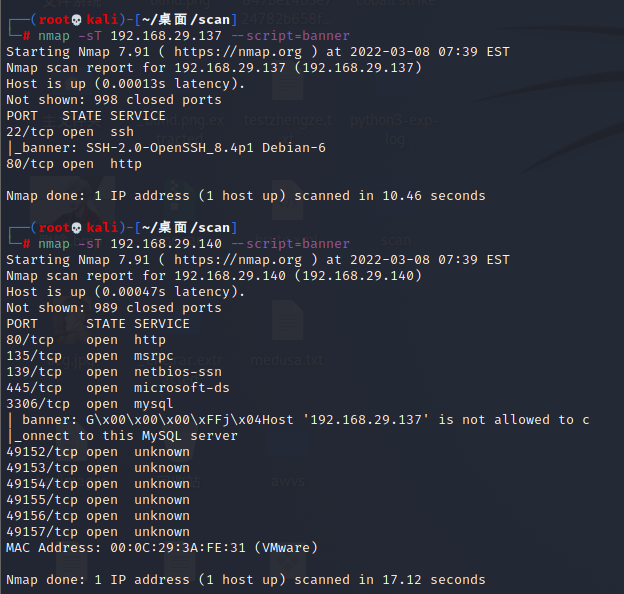 ┌──(root💀kali)-[~/桌面/scan]
└─# nmap -sT 192.168.29.137 --script=banner
Starting Nmap 7.91 ( https://nmap.org ) at 2022-03-08 07:39 EST
Nmap scan report for 192.168.29.137 (192.168.29.137)
Host is up (0.00013s latency).
Not shown: 998 closed ports
PORT   STATE SERVICE
22/tcp open  ssh
|_banner: SSH-2.0-OpenSSH_8.4p1 Debian-6
80/tcp open  http
Nmap done: 1 IP address (1 host up) scanned in 10.46 seconds
┌──(root💀kali)-[~/桌面/scan]
└─# nmap -sT 192.168.29.140 --script=banner
Starting Nmap 7.91 ( https://nmap.org ) at 2022-03-08 07:39 EST
Nmap scan report for 192.168.29.140 (192.168.29.140)
Host is up (0.00047s latency).
Not shown: 989 closed ports
PORT      STATE SERVICE
80/tcp    open  http
135/tcp   open  msrpc
139/tcp   open  netbios-ssn
445/tcp   open  microsoft-ds
3306/tcp  open  mysql
| banner: G\x00\x00\x00\xFFj\x04Host '192.168.29.137' is not allowed to c
|_onnect to this MySQL server
49152/tcp open  unknown
49153/tcp open  unknown
49154/tcp open  unknown
49155/tcp open  unknown
49156/tcp open  unknown
49157/tcp open  unknown
MAC Address: 00:0C:29:3A:FE:31 (VMware)
Nmap done: 1 IP address (1 host up) scanned in 17.12 seconds
medusa.txt
awvs
scan